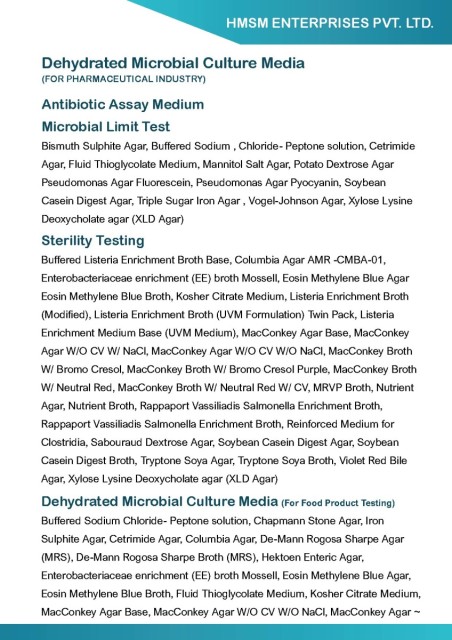 HMSM ENTERPRISES PVT. LTD.
Dehydrated Microbial Culture Media
(FOR PHARMACEUTICAL INDUSTRY)
Antibiotic Assay Medium
Microbial Limit Test
Bismuth Sulphite Agar, Buffered Sodium , Chloride- Peptone solution, Cetrimide
Agar, Fluid Thioglycolate Medium, Mannitol Salt Agar, Potato Dextrose Agar
Pseudomonas Agar Fluorescein, Pseudomonas Agar Pyocyanin, Soybean
Casein Digest Agar, Triple Sugar Iron Agar , Vogel-Johnson Agar, Xylose Lysine
Deoxycholate agar (XLD Agar)
Sterility Testing
Buffered Listeria Enrichment Broth Base, Columbia Agar AMR -CMBA-01,
Enterobacteriaceae enrichment (EE) broth Mossell, Eosin Methylene Blue Agar
Eosin Methylene Blue Broth, Kosher Citrate Medium, Listeria Enrichment Broth
(Modified), Listeria Enrichment Broth (UVM Formulation) Twin Pack, Listeria
Enrichment Medium Base (UVM Medium), MacConkey Agar Base, MacConkey
Agar W/O CV W/ NaCl, MacConkey Agar W/O CV W/O NaCl, MacConkey Broth
W/ Bromo Cresol, MacConkey Broth W/ Bromo Cresol Purple, MacConkey Broth
W/ Neutral Red, MacConkey Broth W/ Neutral Red W/ CV, MRVP Broth, Nutrient
Agar, Nutrient Broth, Rappaport Vassiliadis Salmonella Enrichment Broth,
Rappaport Vassiliadis Salmonella Enrichment Broth, Reinforced Medium for
Clostridia, Sabouraud Dextrose Agar, Soybean Casein Digest Agar, Soybean
Casein Digest Broth, Tryptone Soya Agar, Tryptone Soya Broth, Violet Red Bile
Agar, Xylose Lysine Deoxycholate agar (XLD Agar)
Dehydrated Microbial Culture Media (For Food Product Testing)
Buffered Sodium Chloride- Peptone solution, Chapmann Stone Agar, Iron
Sulphite Agar, Cetrimide Agar, Columbia Agar, De-Mann Rogosa Sharpe Agar
(MRS), De-Mann Rogosa Sharpe Broth (MRS), Hektoen Enteric Agar,
Enterobacteriaceae enrichment (EE) broth Mossell, Eosin Methylene Blue Agar,
Eosin Methylene Blue Broth, Fluid Thioglycolate Medium, Kosher Citrate Medium,
MacConkey Agar Base, MacConkey Agar W/O CV W/O NaCl, MacConkey Agar ~